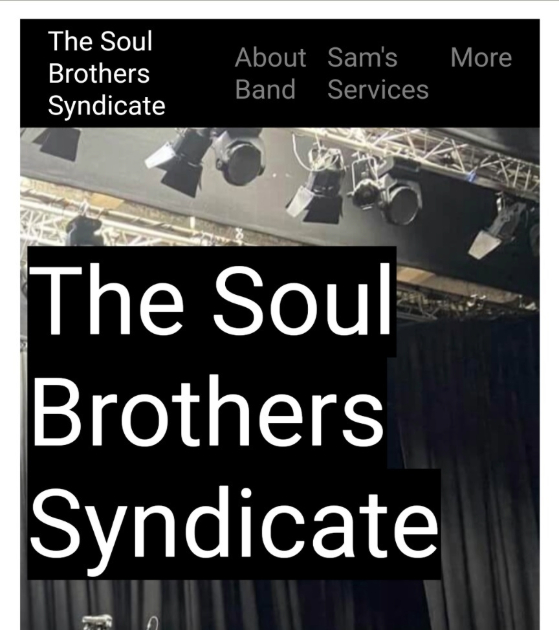 The Soul
Brothers
Syndicate
About
Band
Sam's
Services
More
The Soul
Brothers
Syndicate